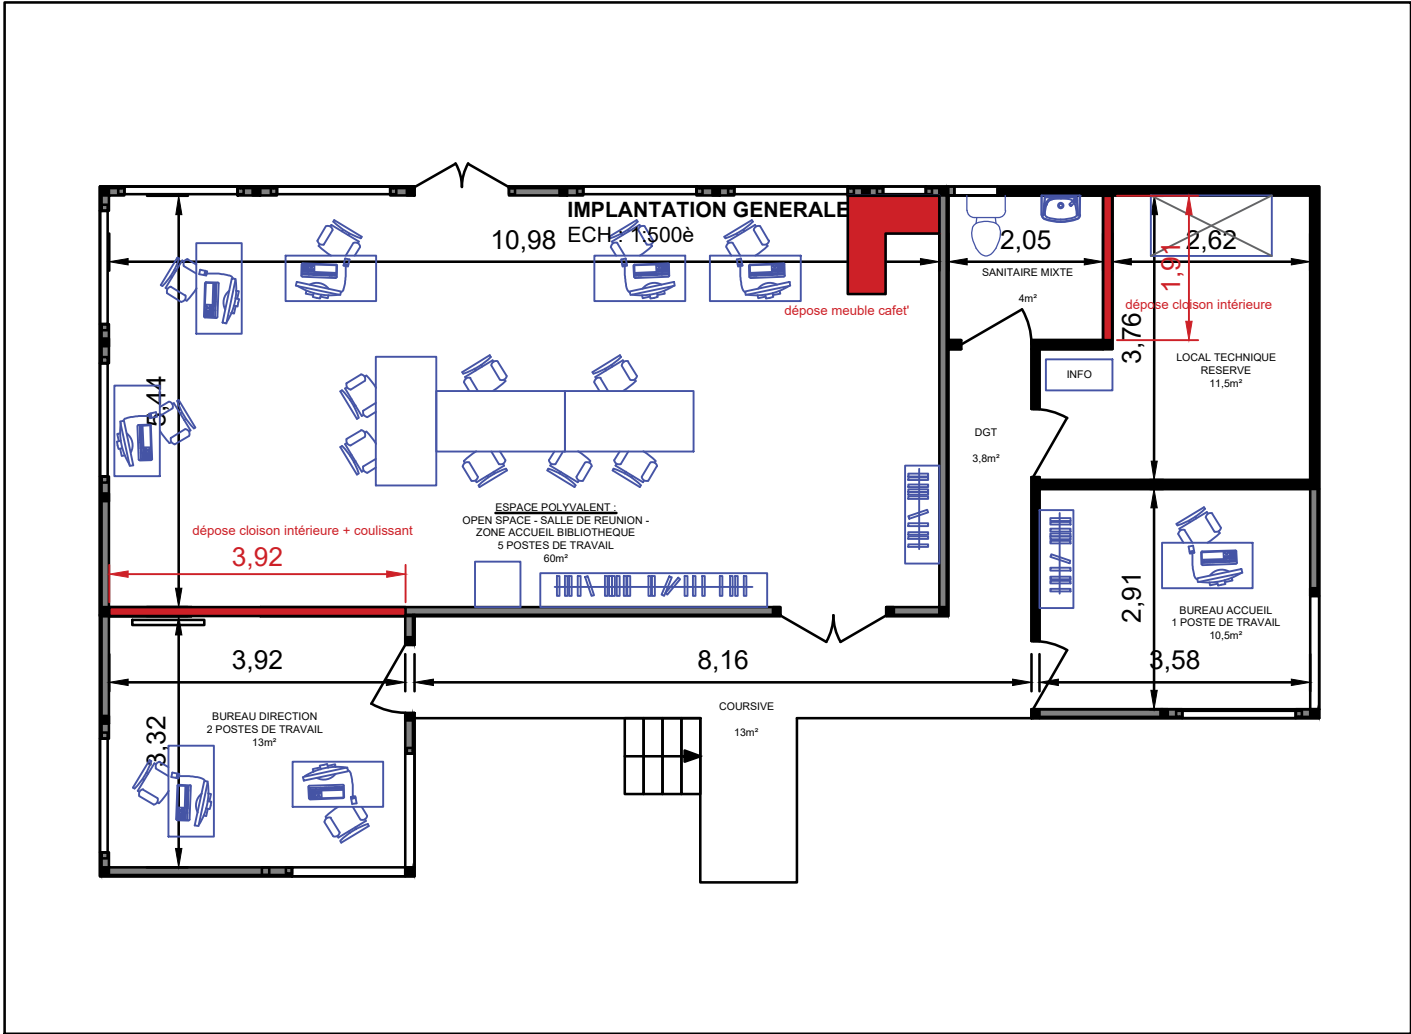 IMPLANTATION GENERALE
ECH : 1:500è
10,98
2,05
2,62
SANITAIRE MIXTE
4m²
1,91
dépose meuble cafet'
dépose cloison intérieure
3,76
LOCAL TECHNIQUE
RESERVE
11,5m²
INFO
5,44
DGT
3,8m²
ESPACE POLYVALENT :
OPEN SPACE - SALLE DE REUNION -
ZONE ACCUEIL BIBLIOTHEQUE
5 POSTES DE TRAVAIL
60m²
dépose cloison intérieure + coulissant
3,92
2,91
BUREAU ACCUEIL
1 POSTE DE TRAVAIL
10,5m²
3,92
8,16
3,58
BUREAU DIRECTION
2 POSTES DE TRAVAIL
13m²
3,32
COURSIVE
13m²